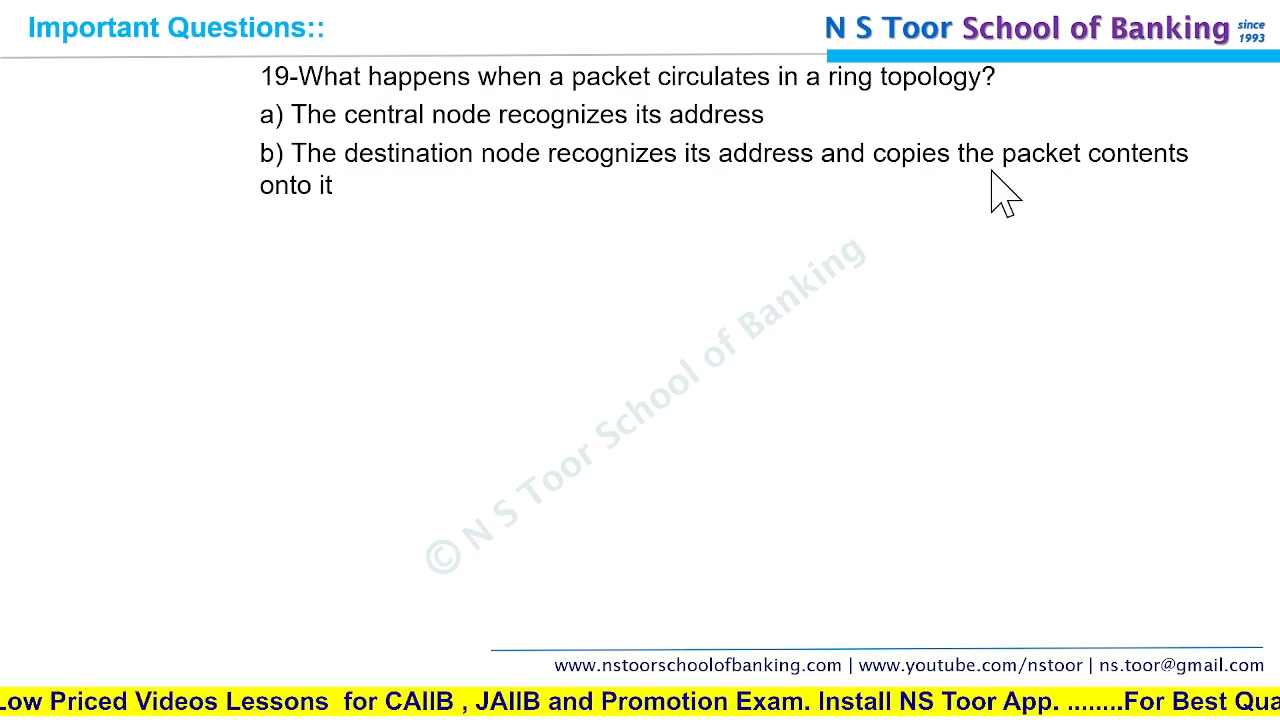 Important Questions::
N S Toor School of Banking since 1993
19-What happens when a packet circulates in a ring topology?
a) The central node recognizes its address
b) The destination node recognizes its address and copies the packet contents
onto it
© N S Toor School of Banking
www.nstoorschoolofbanking.com | www.youtube.com/nstoor | ns.toor@gmail.com
Low Priced Videos Lessons for CAIIB , JAIIB and Promotion Exam. Install NS Toor App. ........For Best Qua